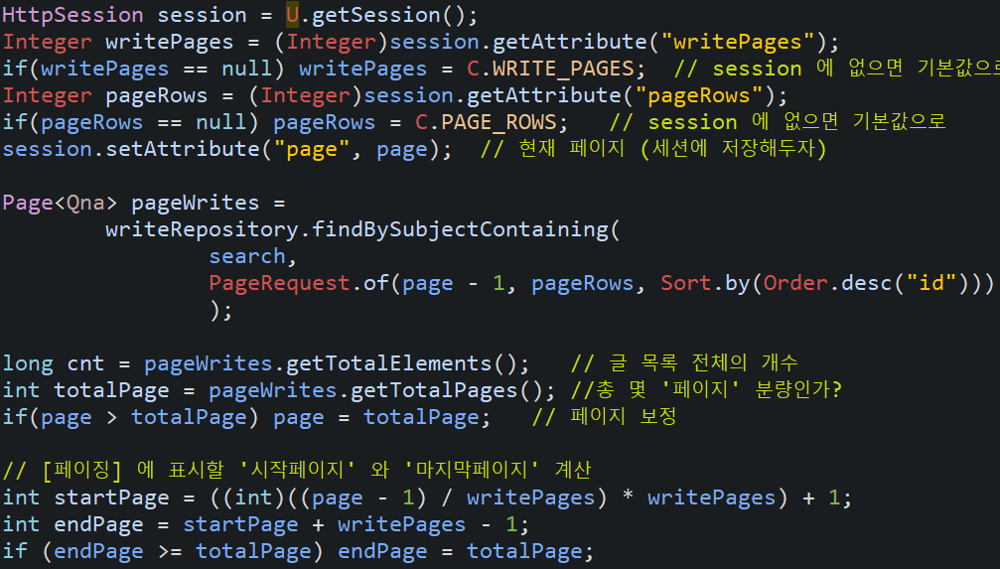 HttpSession session = U.getSession();
Integer writePages = (Integer)session.getAttribute("writePages");
if(writePages == null) writePages = C.WRITE_PAGES;  // session 에 없으면 기본값으로
Integer pageRows = (Integer)session.getAttribute("pageRows");
if(pageRows == null) pageRows = C.PAGE_ROWS;   // session 에 없으면 기본값으로
session.setAttribute("page", page);  // 현재 페이지 (세션에 저장해두자)
Page<Qna> pageWrites =
writeRepository.findBySubjectContaining(
search,
PageRequest.of(page - 1, pageRows, Sort.by(Order.desc("id")))
);
long cnt = pageWrites.getTotalElements();   // 글 목록 전체의 개수
int totalPage = pageWrites.getTotalPages(); //총 몇 '페이지' 분량인가?
if(page > totalPage) page = totalPage;   // 페이지 보정
// [페이징] 에 표시할 '시작페이지' 와 '마지막페이지' 계산
int startPage = ((int)((page - 1) / writePages) * writePages) + 1;
int endPage = startPage + writePages - 1;
if (endPage >= totalPage) endPage = totalPage;